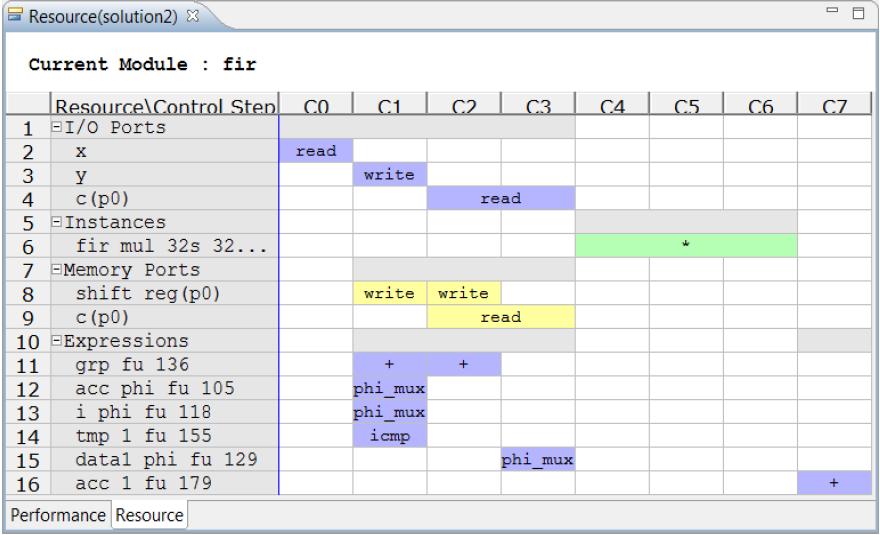 Resource(solution2)
Current Module : fir
Resource\Control Step C0 C1 C2 C3 C4 C5 C6 C7
1 I/O Ports
2 x read
3 y write
4 c(p0) read
5 Instances
6 fir mul 32s 32... *
7 Memory Ports
8 shift reg(p0) write write
9 c(p0) read
10 Expressions
11 grp fu 136 + +
12 acc phi fu 105 phi_mux
13 i phi fu 118 phi_mux
14 tmp 1 fu 155 icmp
15 data1 phi fu 129 phi_mux
16 acc 1 fu 179 +
Performance Resource